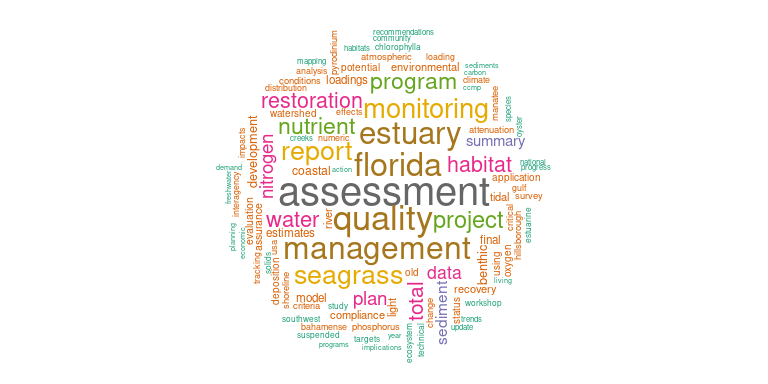 recommendations
community
habitats
chlorophylla
pyrodinium
mapping
atmospheric
loading
analysis
potential
environmental
sediments
carbon
conditions
loadings
program
climate
ccmp
distribution
restoration
monitoring
manatee
species
watershed
effects
nutrient
estuary
attenuation
oyster
impacts
development
creeks
numeric
summary
nitrogen
report
florida
habitat
national
progress
demand
coastal
action
freshwater
interagency
assessment
application
tidal
gulf
survey
water
river
quality
project
critical
hillsborough
estuarine
planning
economic
evaluation
assurance
estimates
management
final
usa
benthic
using
oxygen
tracking
solids
deposition
seagrass
old
data
living
shoreline
model
plan
total
sediment
recovery
criteria
study
light
change
status
workshop
southwest
compliance
trends
bahamense
phosphorus
update
suspended
targets
year
ecosystem
technical
programs
implications